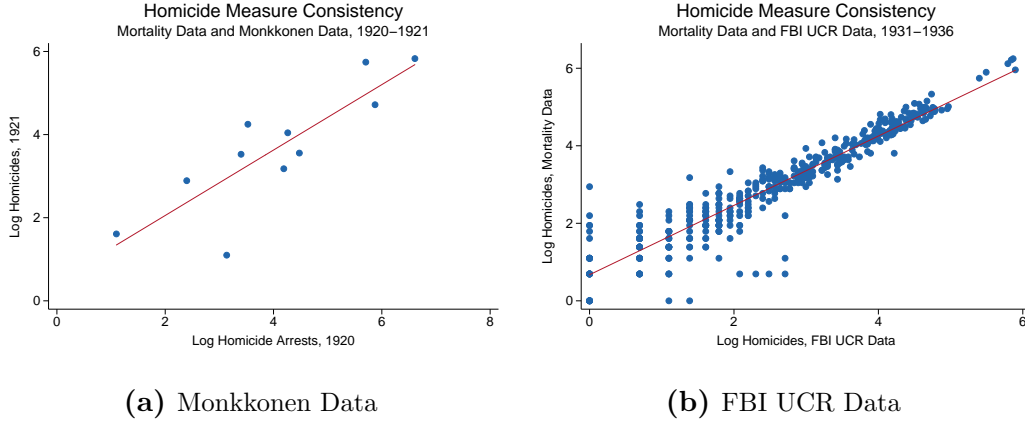 Homicide Measure Consistency
Mortality Data and Monkkonen Data, 1920–1921
Log Homicides, 1921
6
4
2
0
0 2 4 6 8
Log Homicide Arrests, 1920
(a) Monkkonen Data
Homicide Measure Consistency
Mortality Data and FBI UCR Data, 1931–1936
Log Homicides, Mortality Data
6
4
2
0
0 2 4 6
Log Homicides, FBI UCR Data
(b) FBI UCR Data